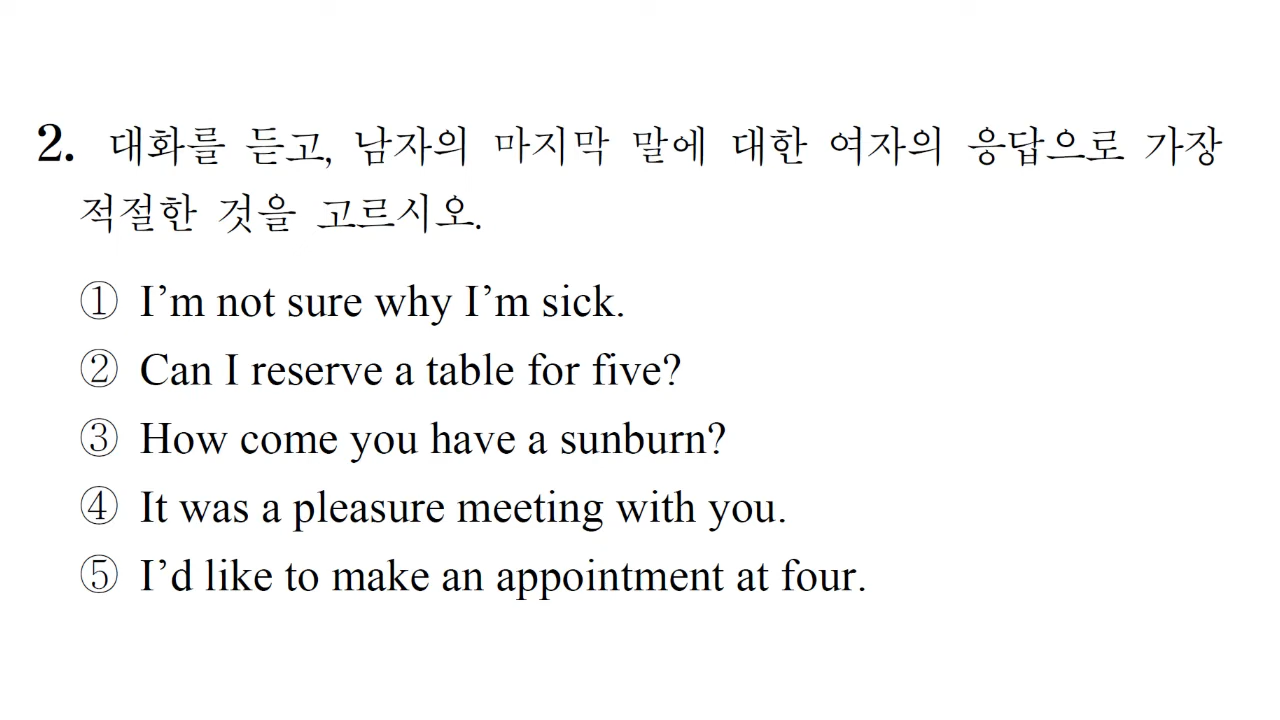 2. 대화를 듣고, 남자의 마지막 말에 대한 여자의 응답으로 가장
적절한 것을 고르시오.
① I’m not sure why I’m sick.
② Can I reserve a table for five?
③ How come you have a sunburn?
④ It was a pleasure meeting with you.
⑤ I’d like to make an appointment at four.